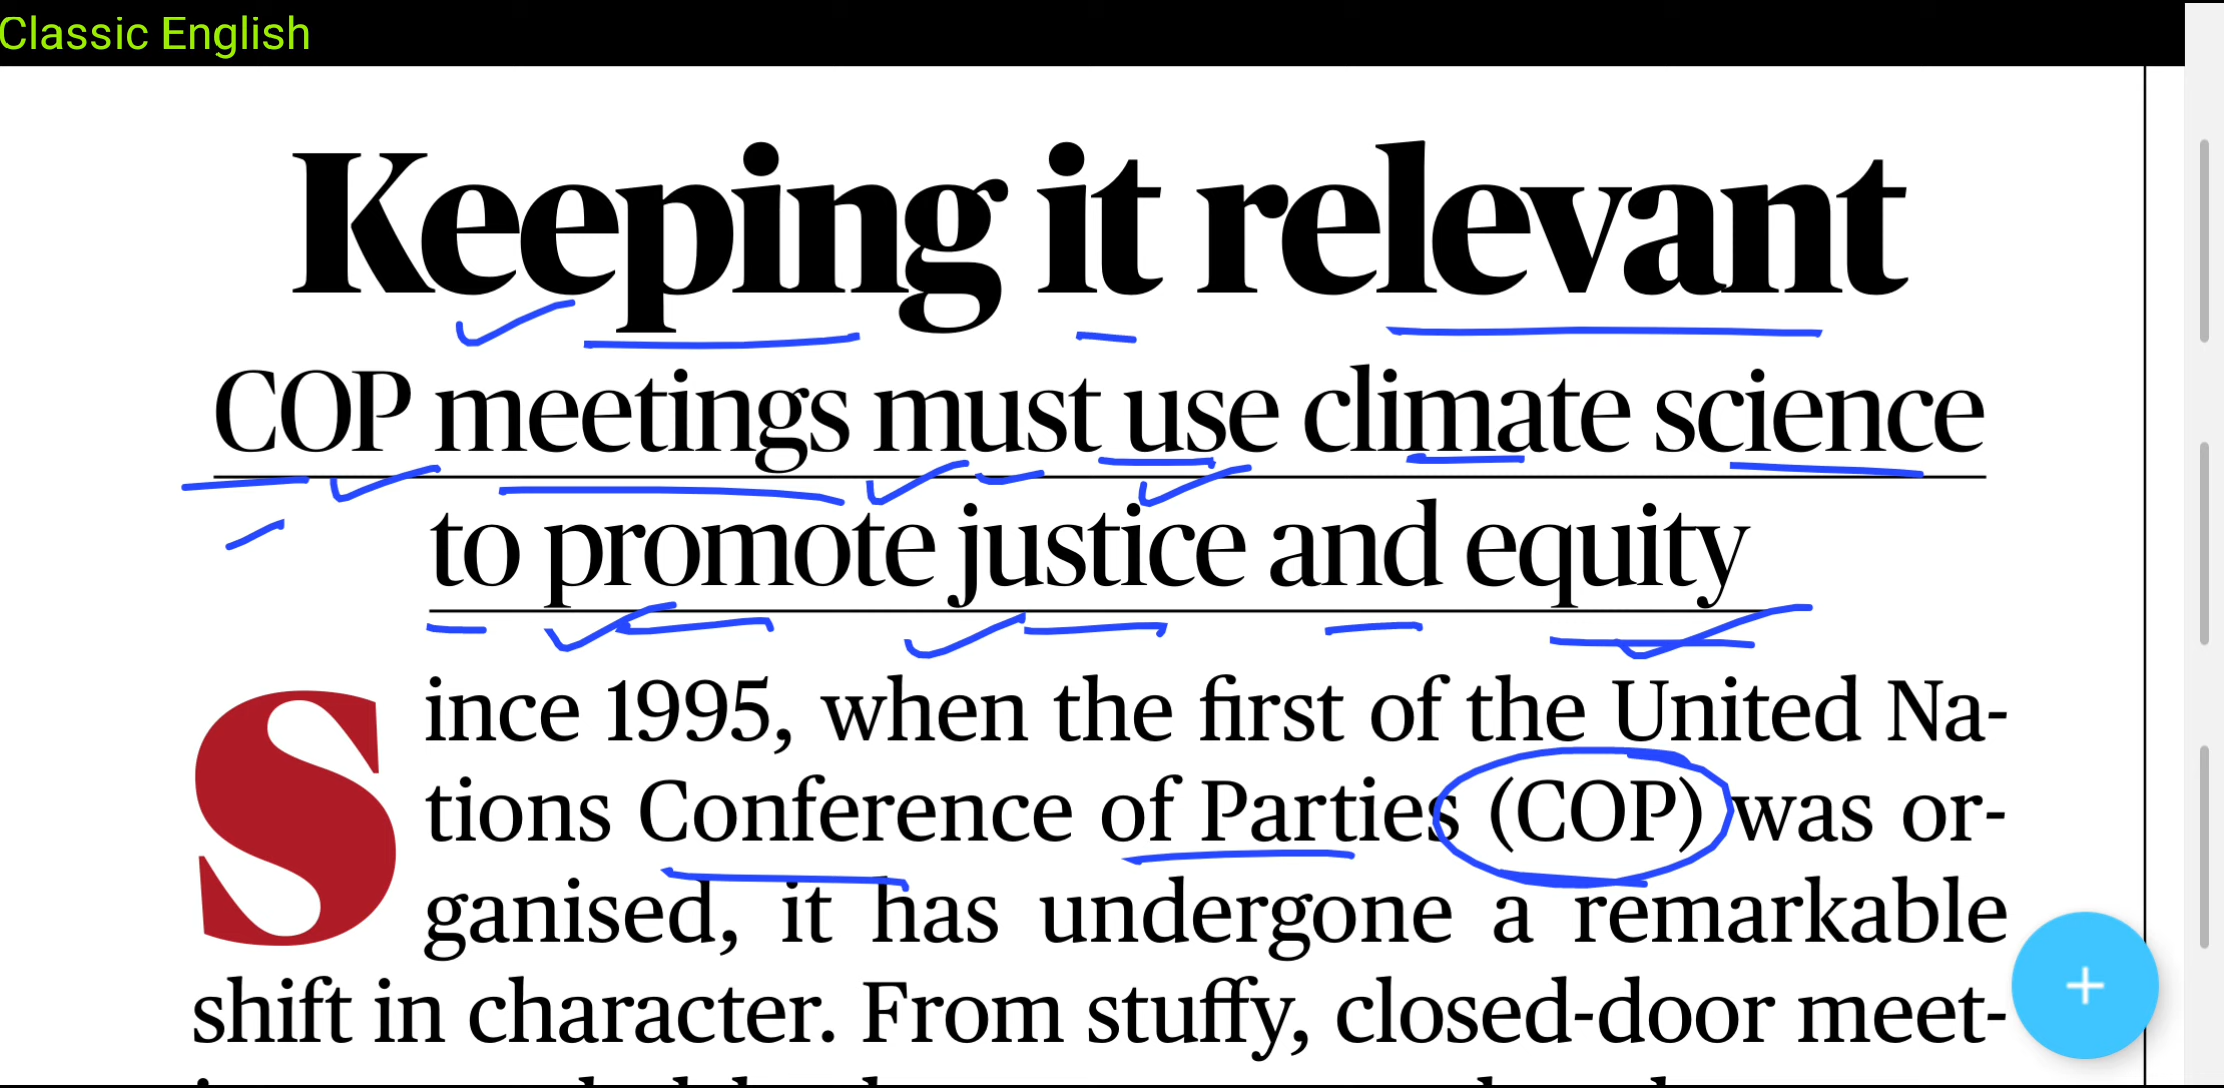 Classic English
Keeping it relevant
COP meetings must use climate science
to promote justice and equity
Since 1995, when the first of the United Na-
tions Conference of Parties (COP) was or-
ganised, it has undergone a remarkable
shift in character. From stuffy, closed-door meet-
+